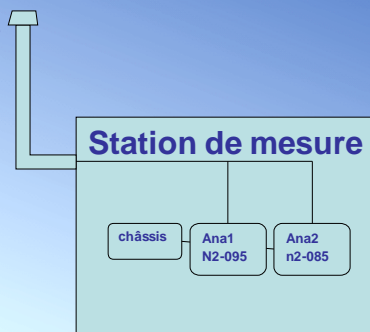 Station de mesure
châssis
Ana1
N2-095
Ana2
n2-085